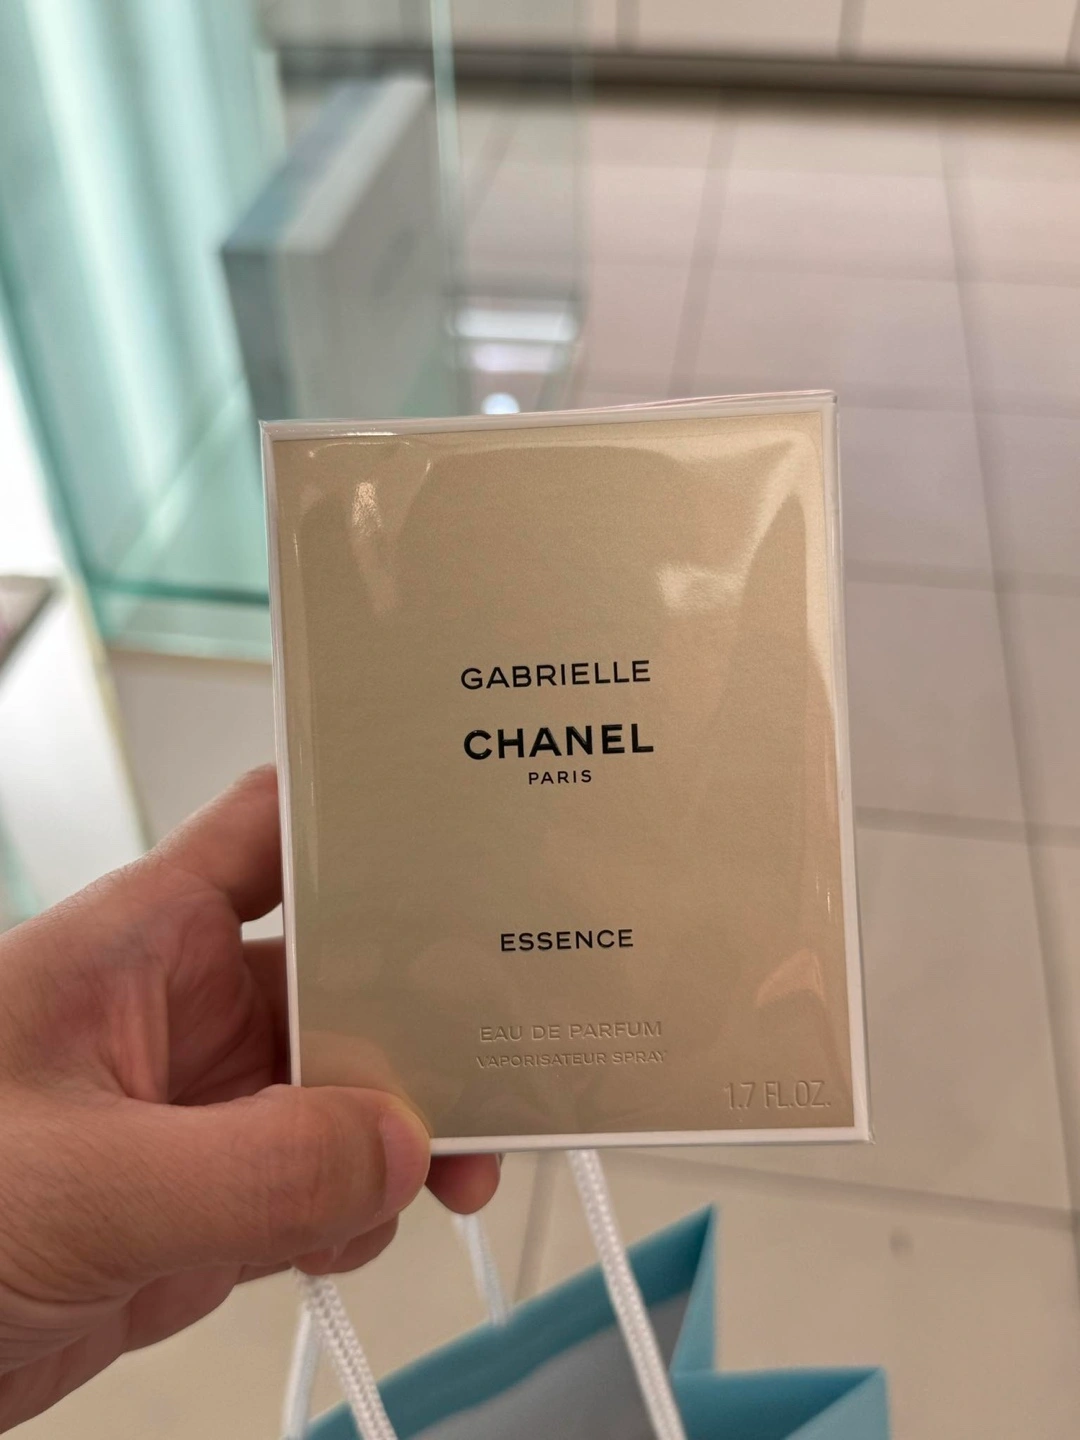 GABRIELLE
CHANEL
PARIS
ESSENCE
EAU DE PARFUM
VAPORISATEUR SPRAY
1.7 FL.OZ.